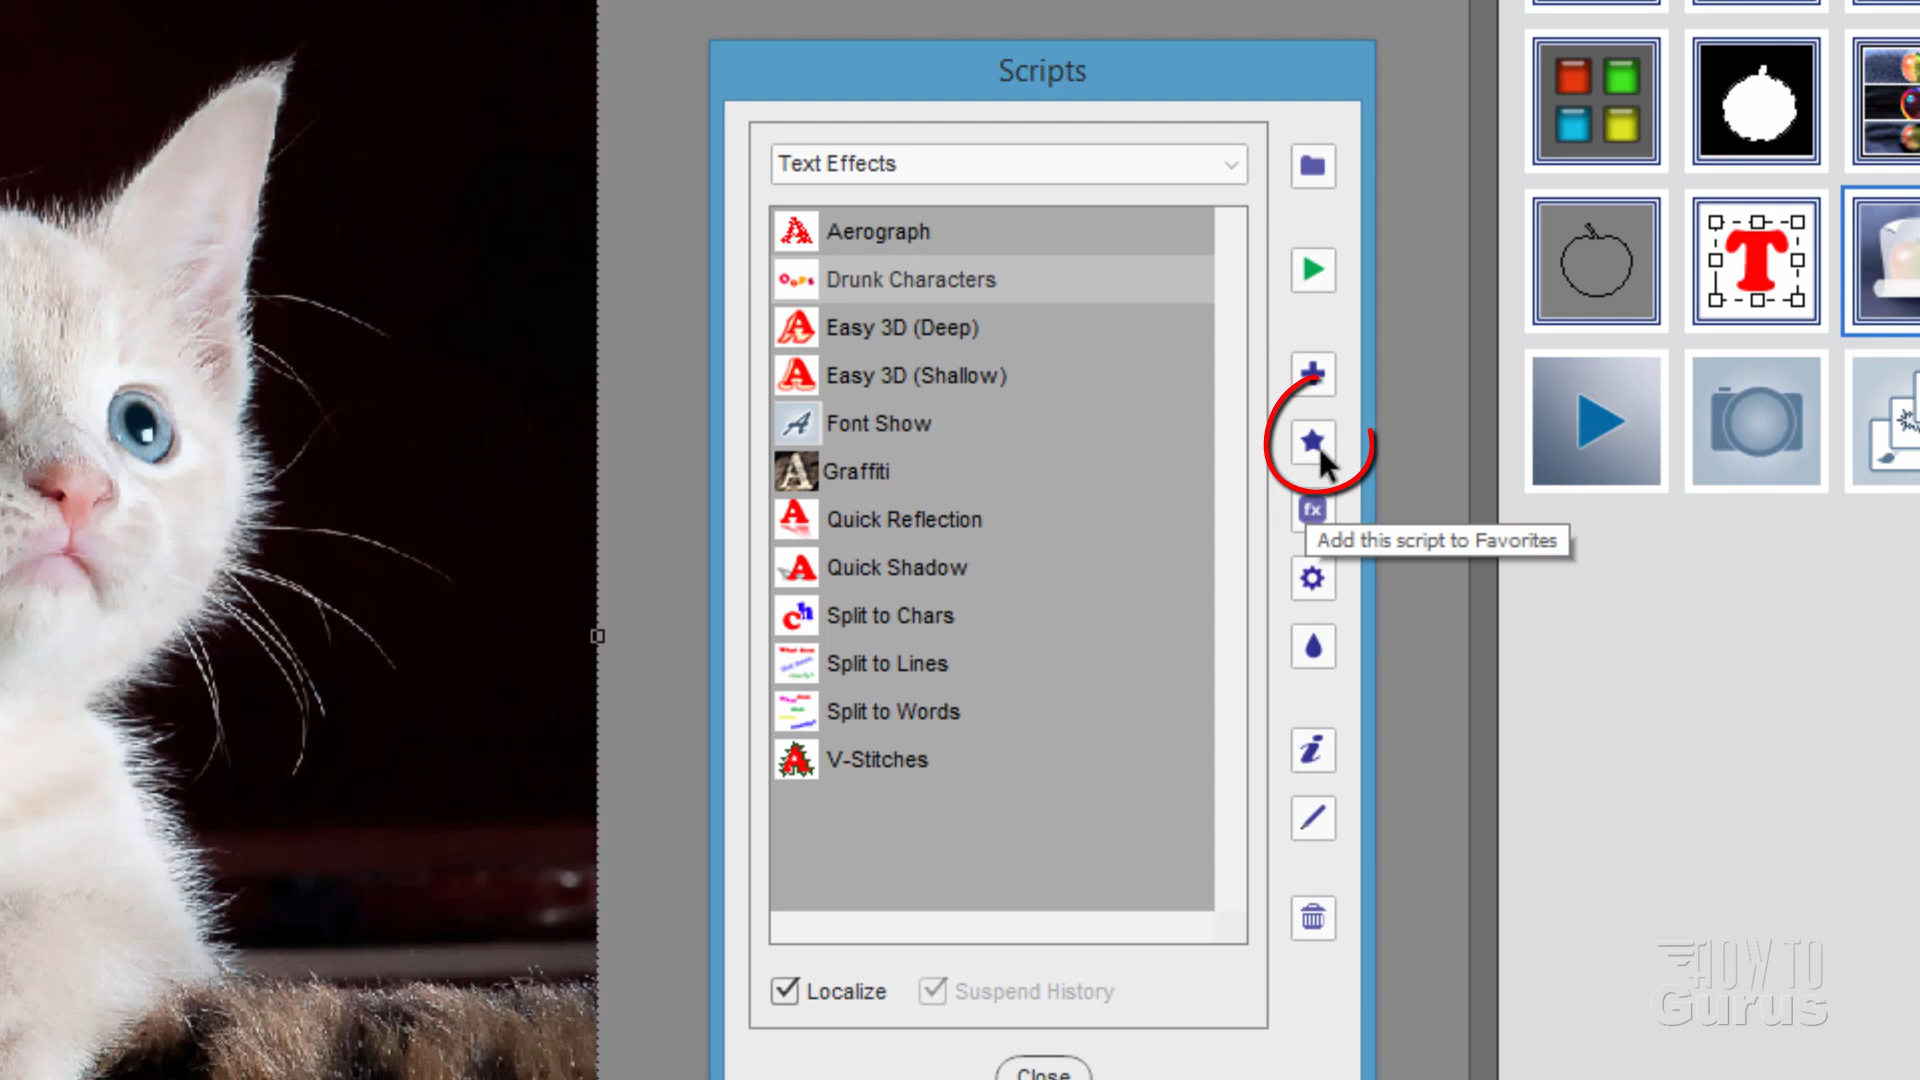 Scripts
Text Effects
Aerograph
Drunk Characters
Easy 3D (Deep)
Easy 3D (Shallow)
Font Show
Graffiti
Quick Reflection
Quick Shadow
Split to Chars
Split to Lines
Split to Words
V-Stitches
fx
Add this script to Favorites
Localize
Suspend History
Close
HOW TO
Gurus